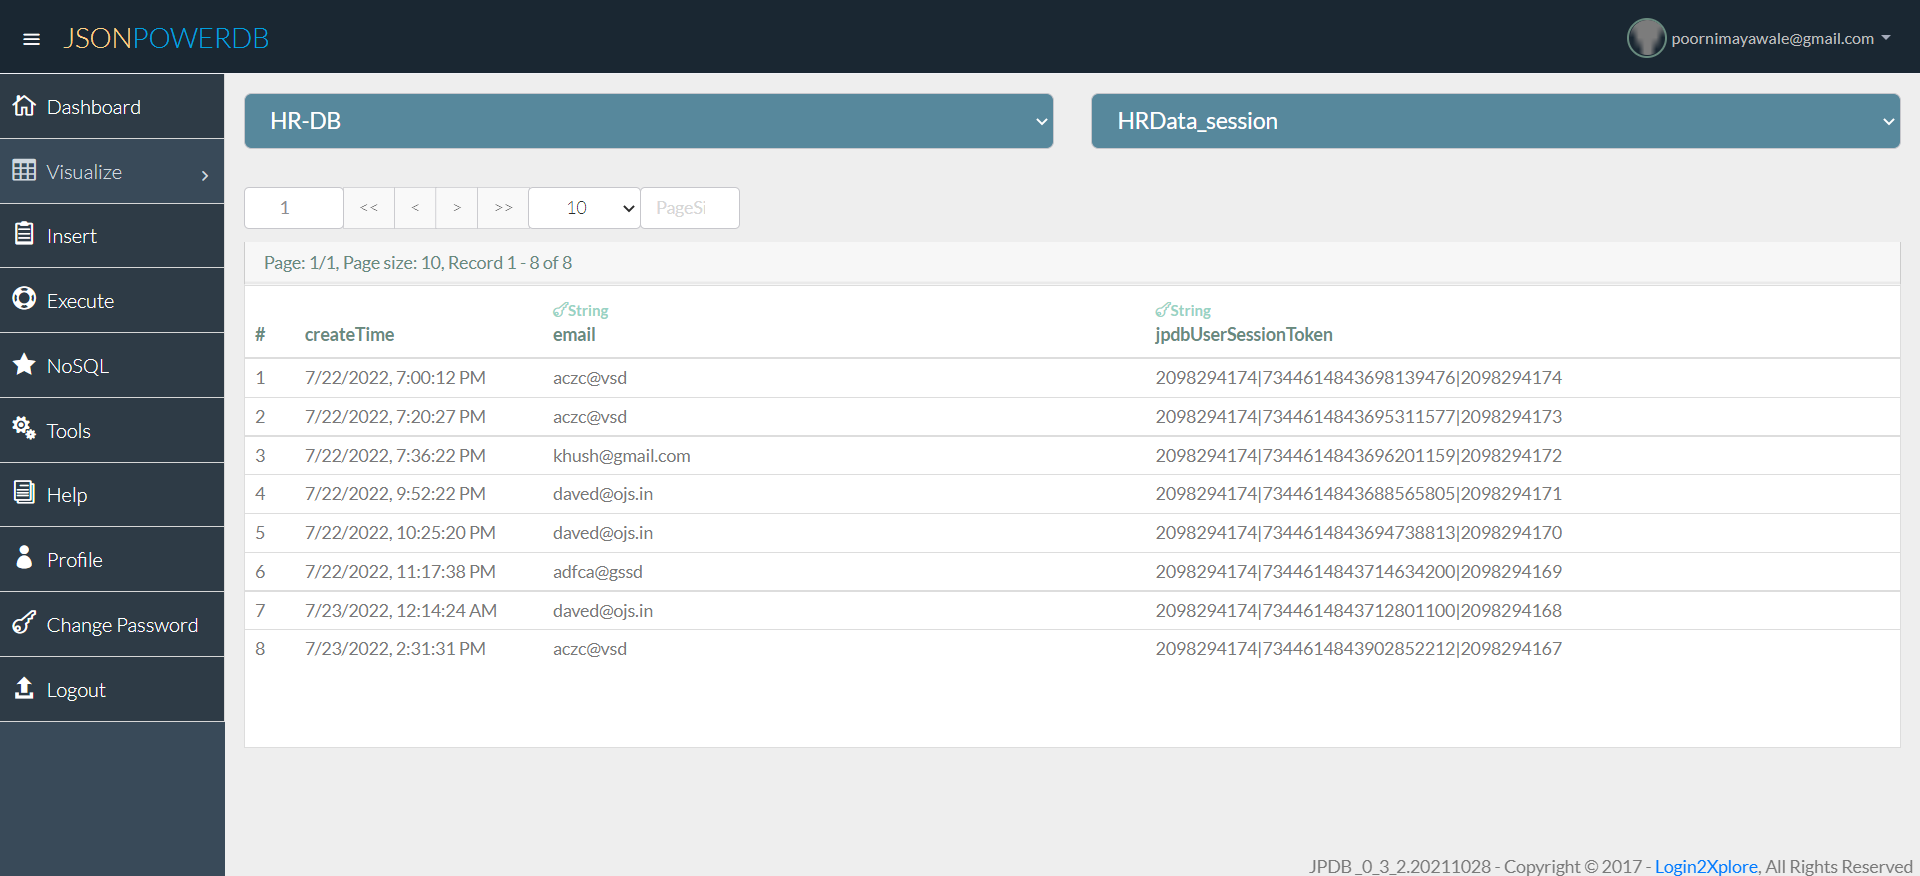 JSONPOWERDB
poornimayawale@gmail.com
Dashboard
Visualize
Insert
Execute
NoSQL
Tools
Help
Profile
Change Password
Logout
HR-DB
HRData_session
1 << < > >> 10 PageSi
Page: 1/1, Page size: 10, Record 1 - 8 of 8
String String
# createTime email jpdbUserSessionToken
1 7/22/2022, 7:00:12 PM aczc@vsd 2098294174|7344614843698139476|2098294174
2 7/22/2022, 7:20:27 PM aczc@vsd 2098294174|7344614843695311577|2098294173
3 7/22/2022, 7:36:22 PM khush@gmail.com 2098294174|7344614843696201159|2098294172
4 7/22/2022, 9:52:22 PM daved@ojs.in 2098294174|7344614843688565805|2098294171
5 7/22/2022, 10:25:20 PM daved@ojs.in 2098294174|7344614843694738813|2098294170
6 7/22/2022, 11:17:38 PM adfca@gssd 2098294174|7344614843714634200|2098294169
7 7/23/2022, 12:14:24 AM daved@ojs.in 2098294174|7344614843712801100|2098294168
8 7/23/2022, 2:31:31 PM aczc@vsd 2098294174|7344614843902852212|2098294167
JPDB_0_3_2.20211028 - Copyright © 2017 - Login2Xplore, All Rights Reserved